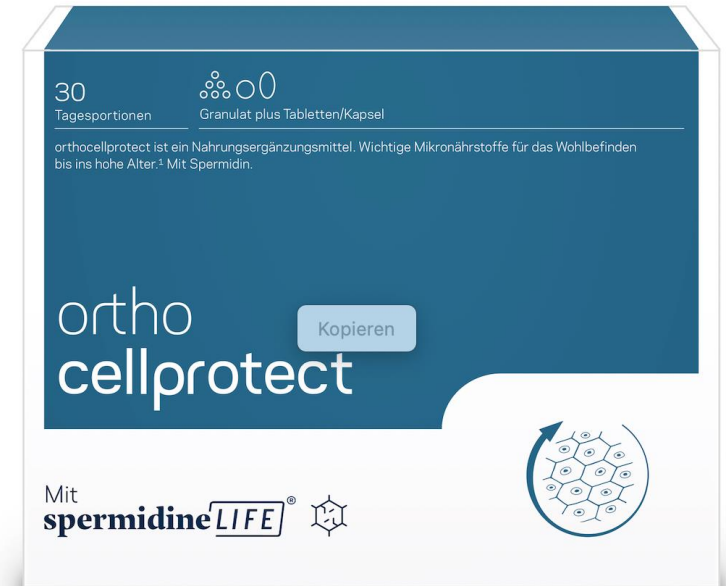 30
Tagesportionen
Granulat plus Tabletten/Kapsel
orthocellprotect ist ein Nahrungsergänzungsmittel. Wichtige Mikronährstoffe für das Wohlbefinden
bis ins hohe Alter.¹ Mit Spermidin.
ortho
Kopieren
cellprotect
Mit
spermidineLIFE®